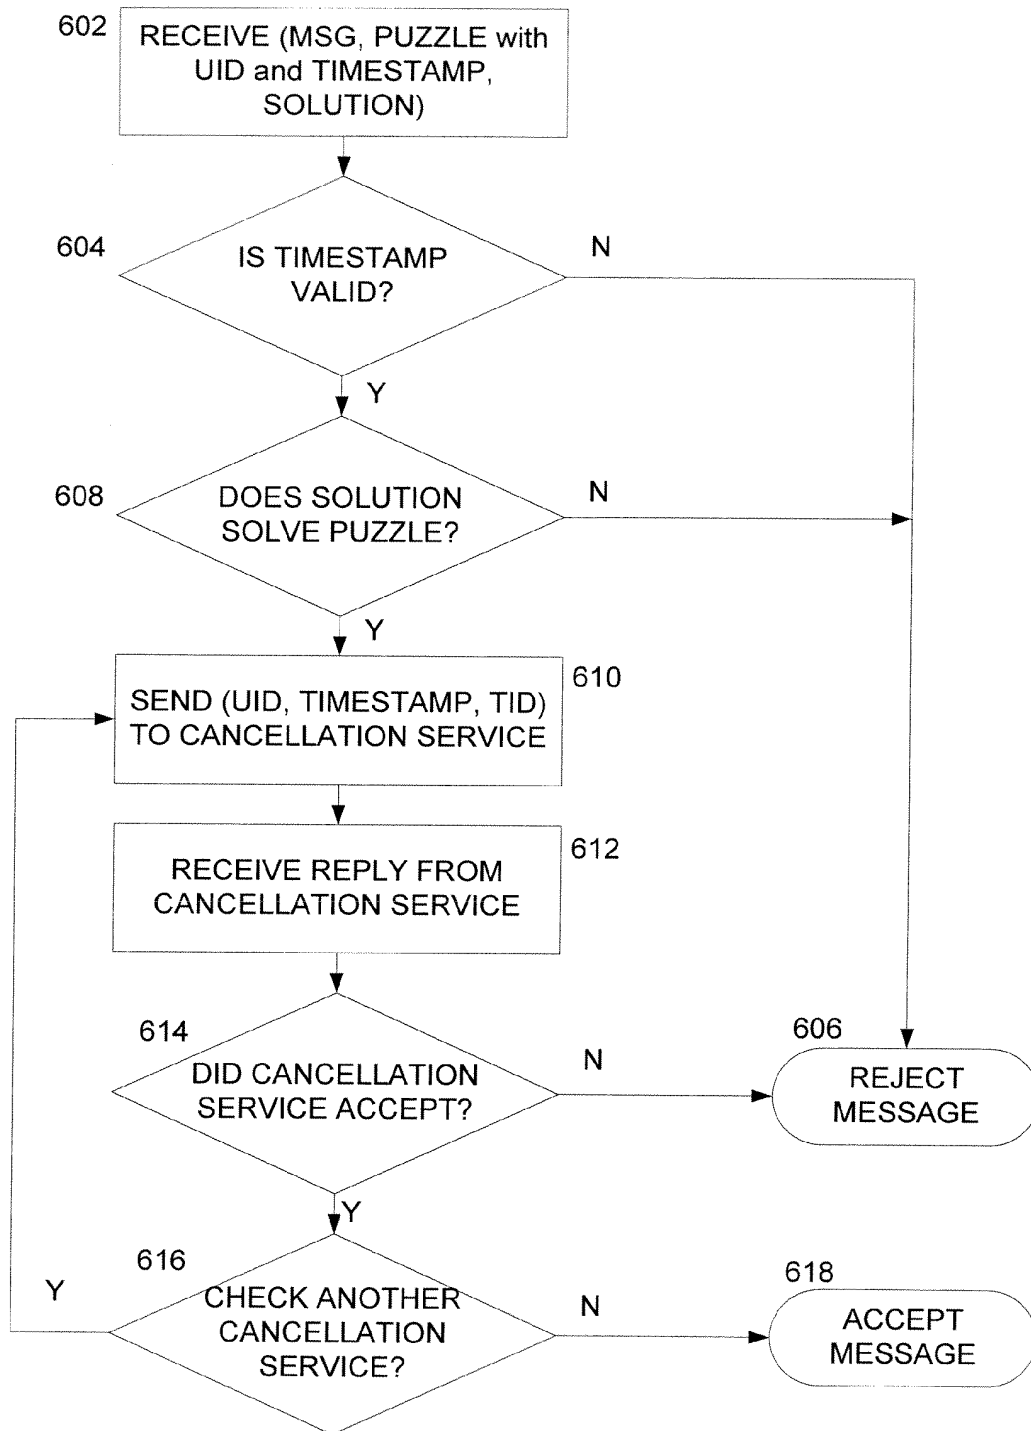 602
RECEIVE (MSG, PUZZLE with
UID and TIMESTAMP,
SOLUTION)
604
IS TIMESTAMP
VALID?
N
Y
608
DOES SOLUTION
SOLVE PUZZLE?
N
Y
610
SEND (UID, TIMESTAMP, TID)
TO CANCELLATION SERVICE
612
RECEIVE REPLY FROM
CANCELLATION SERVICE
614
DID CANCELLATION
SERVICE ACCEPT?
N
606
REJECT
MESSAGE
Y
616
CHECK ANOTHER
CANCELLATION
SERVICE?
Y
N
618
ACCEPT
MESSAGE